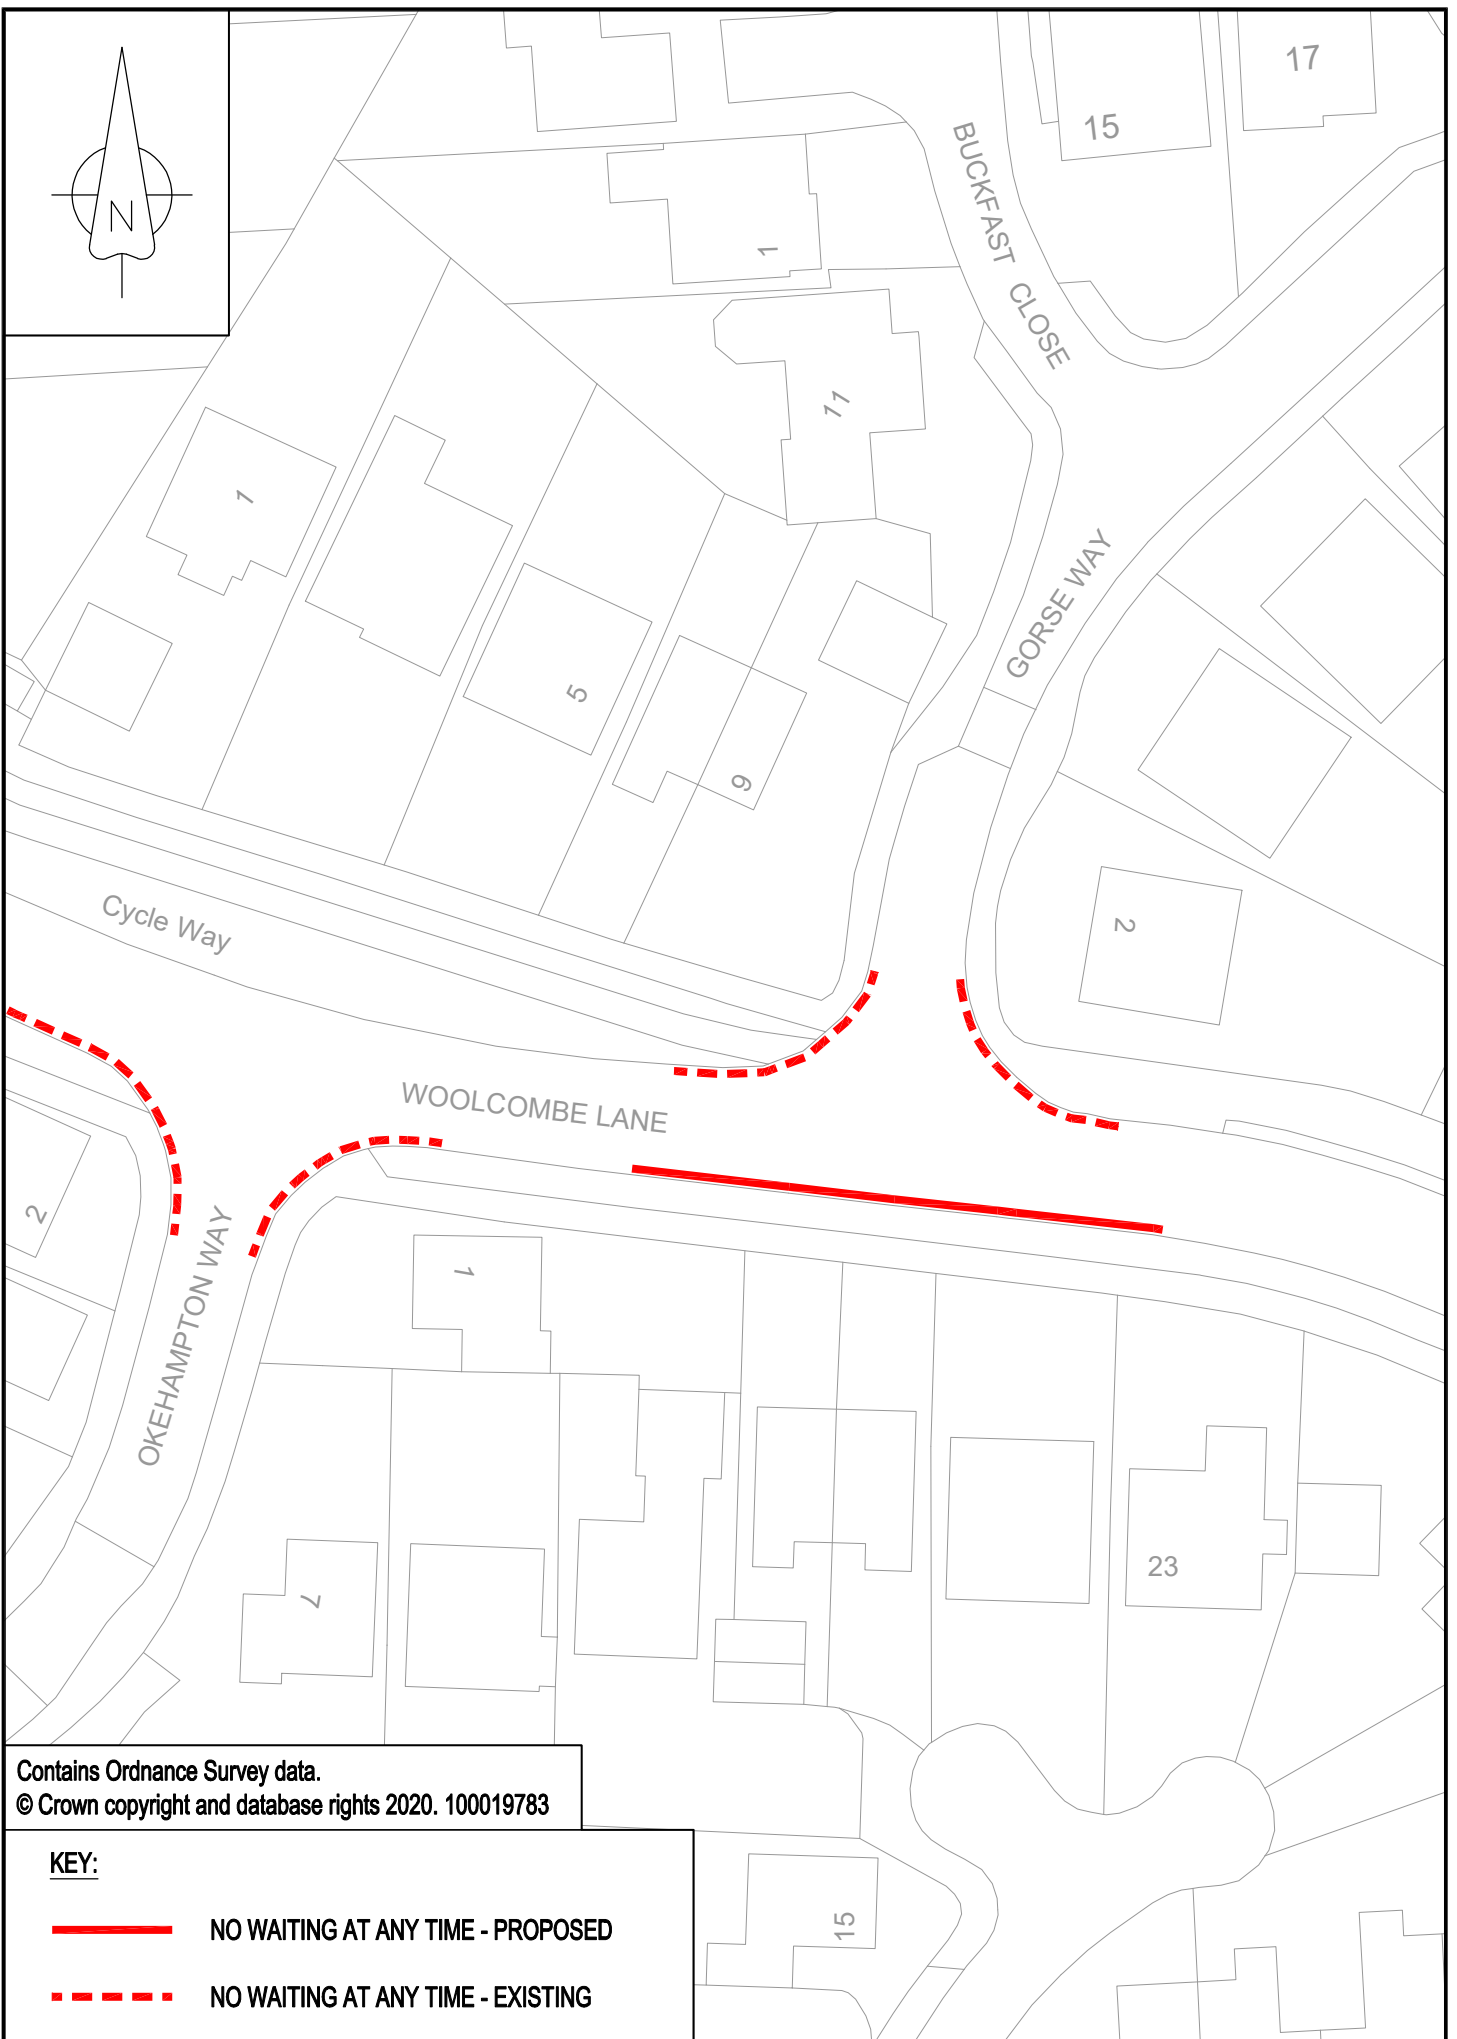 N
17
15
BUCKFAST CLOSE
1
11
1
GORSE WAY
5
9
2
Cycle Way
WOOLCOMBE LANE
2
OKEHAMPTON WAY
1
23
7
Contains Ordnance Survey data.
© Crown copyright and database rights 2020. 100019783
KEY:
15
NO WAITING AT ANY TIME - PROPOSED
NO WAITING AT ANY TIME - EXISTING